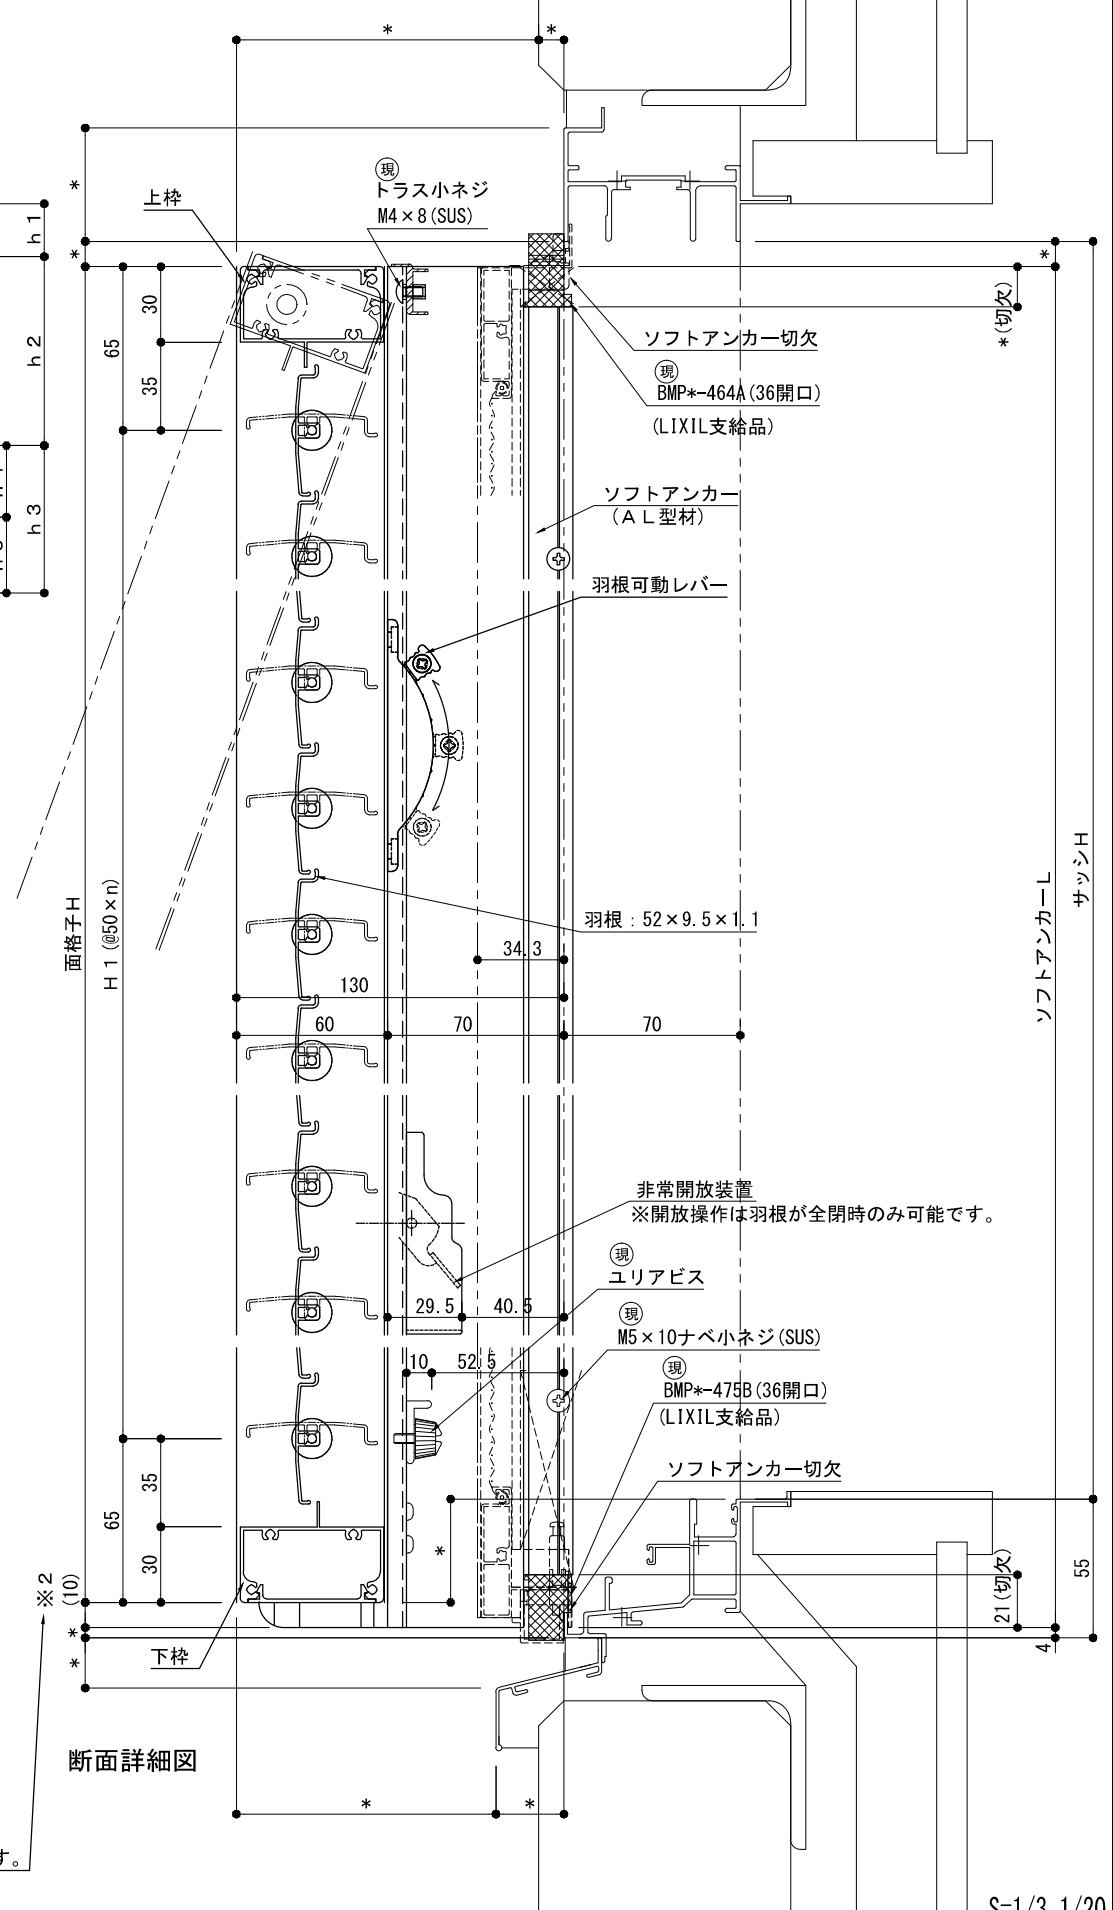 *
*
現
トラス小ネジ
M4×8(SUS)
上枠
*
h1
*
*
*(切欠)
30
65
35
h2
h3
ソフトアンカー切欠
現
BMP*-464A(36開口)
(LIXIL支給品)
ソフトアンカー
(AL型材)
羽根可動レバー
面格子H
H1(@50×n)
羽根:52×9.5×1.1
ソフトアンカーL
サッシH
34.3
130
60
70
70
非常開放装置
※開放操作は羽根が全閉時のみ可能です。
現
ユリアビス
29.5
40.5
現
M5×10ナベ小ネジ(SUS)
10
52.5
現
BMP*-475B(36開口)
(LIXIL支給品)
ソフトアンカー切欠
35
65
30
*
※2
(10)
*
*
21(切欠)
55
4
下枠
断面詳細図
*
*
す。
S=1/3,1/20